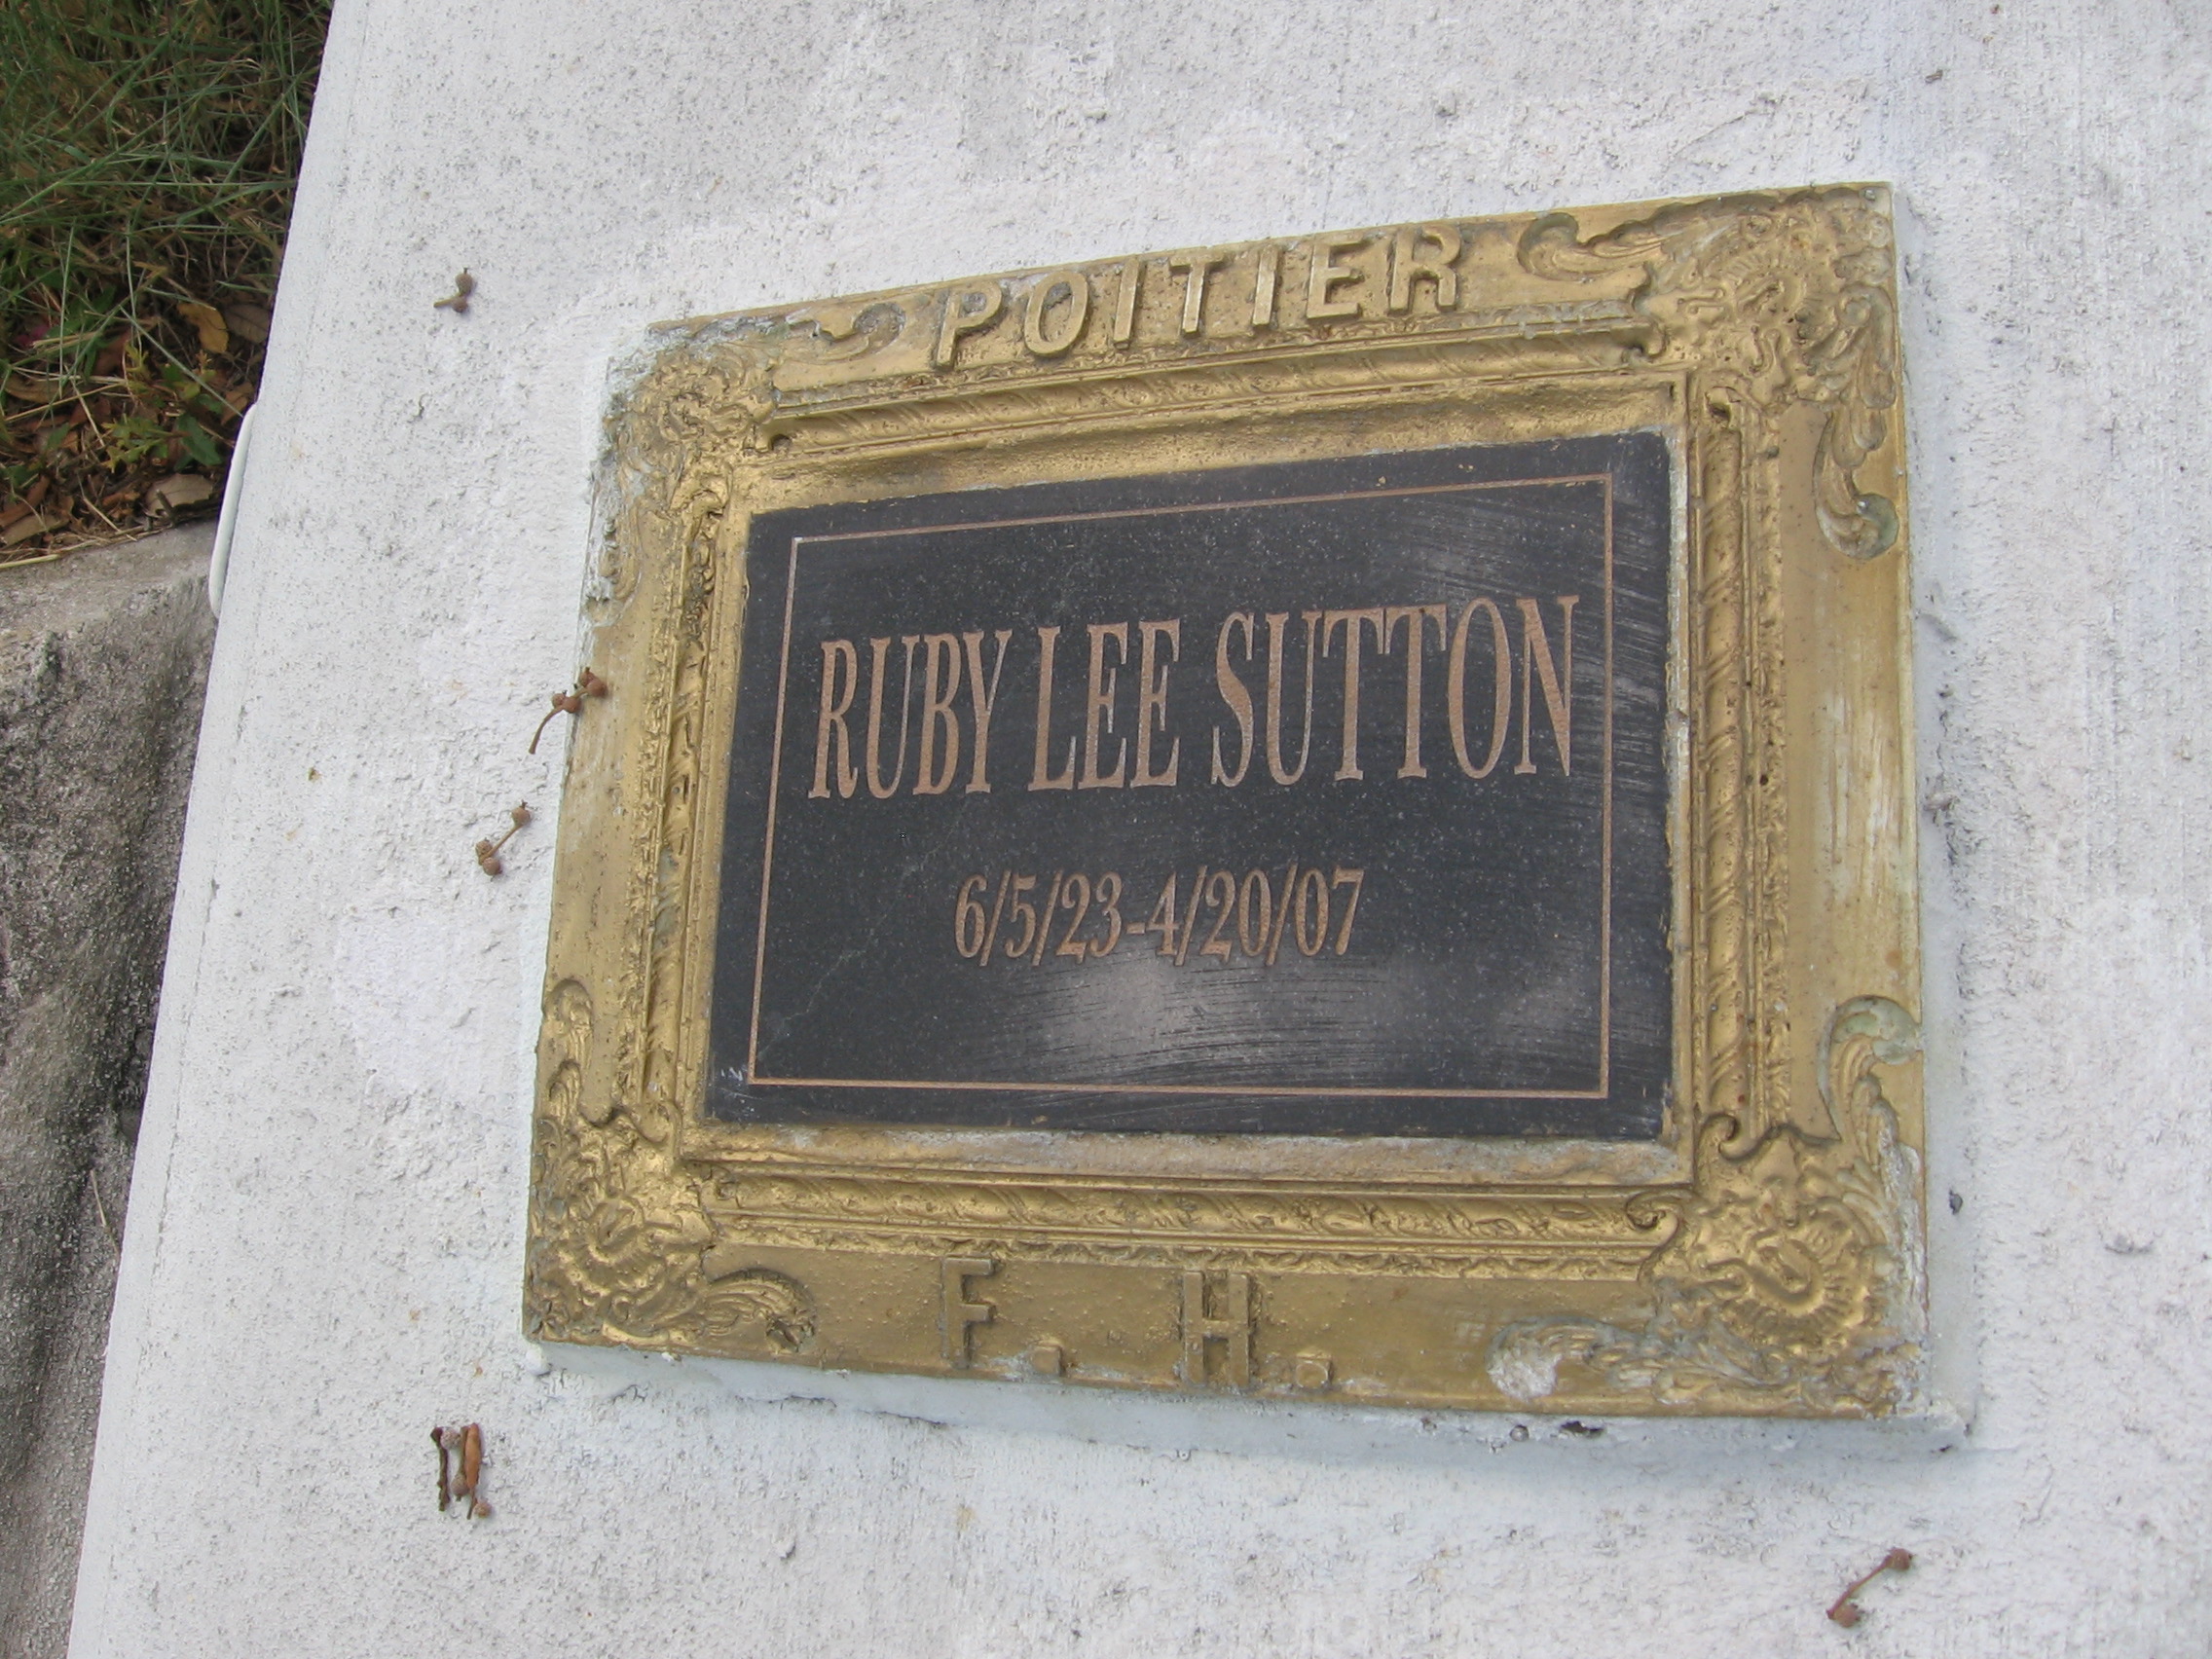 POITIER
RUBY LEE SUTTON
6/5/23-4/20/07
F. H.